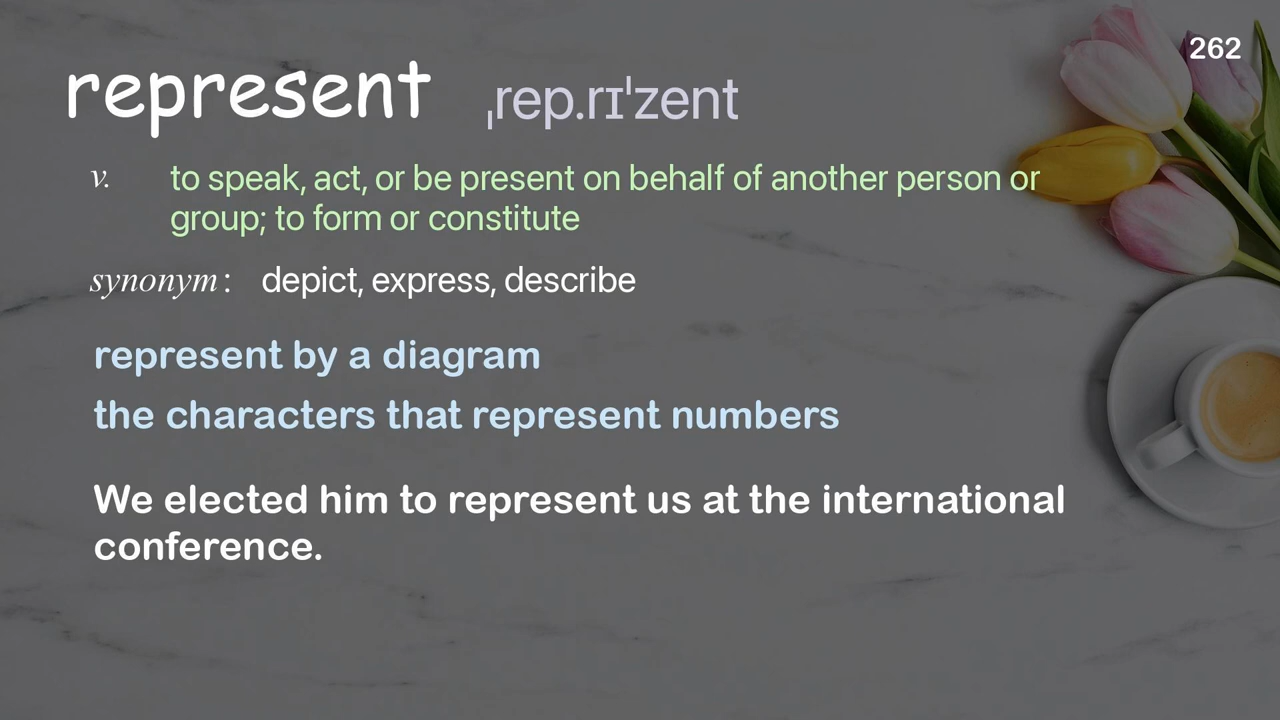 262
represent ˌrep.rɪˈzent
v. to speak, act, or be present on behalf of another person or
group; to form or constitute
synonym: depict, express, describe
represent by a diagram
the characters that represent numbers
We elected him to represent us at the international
conference.